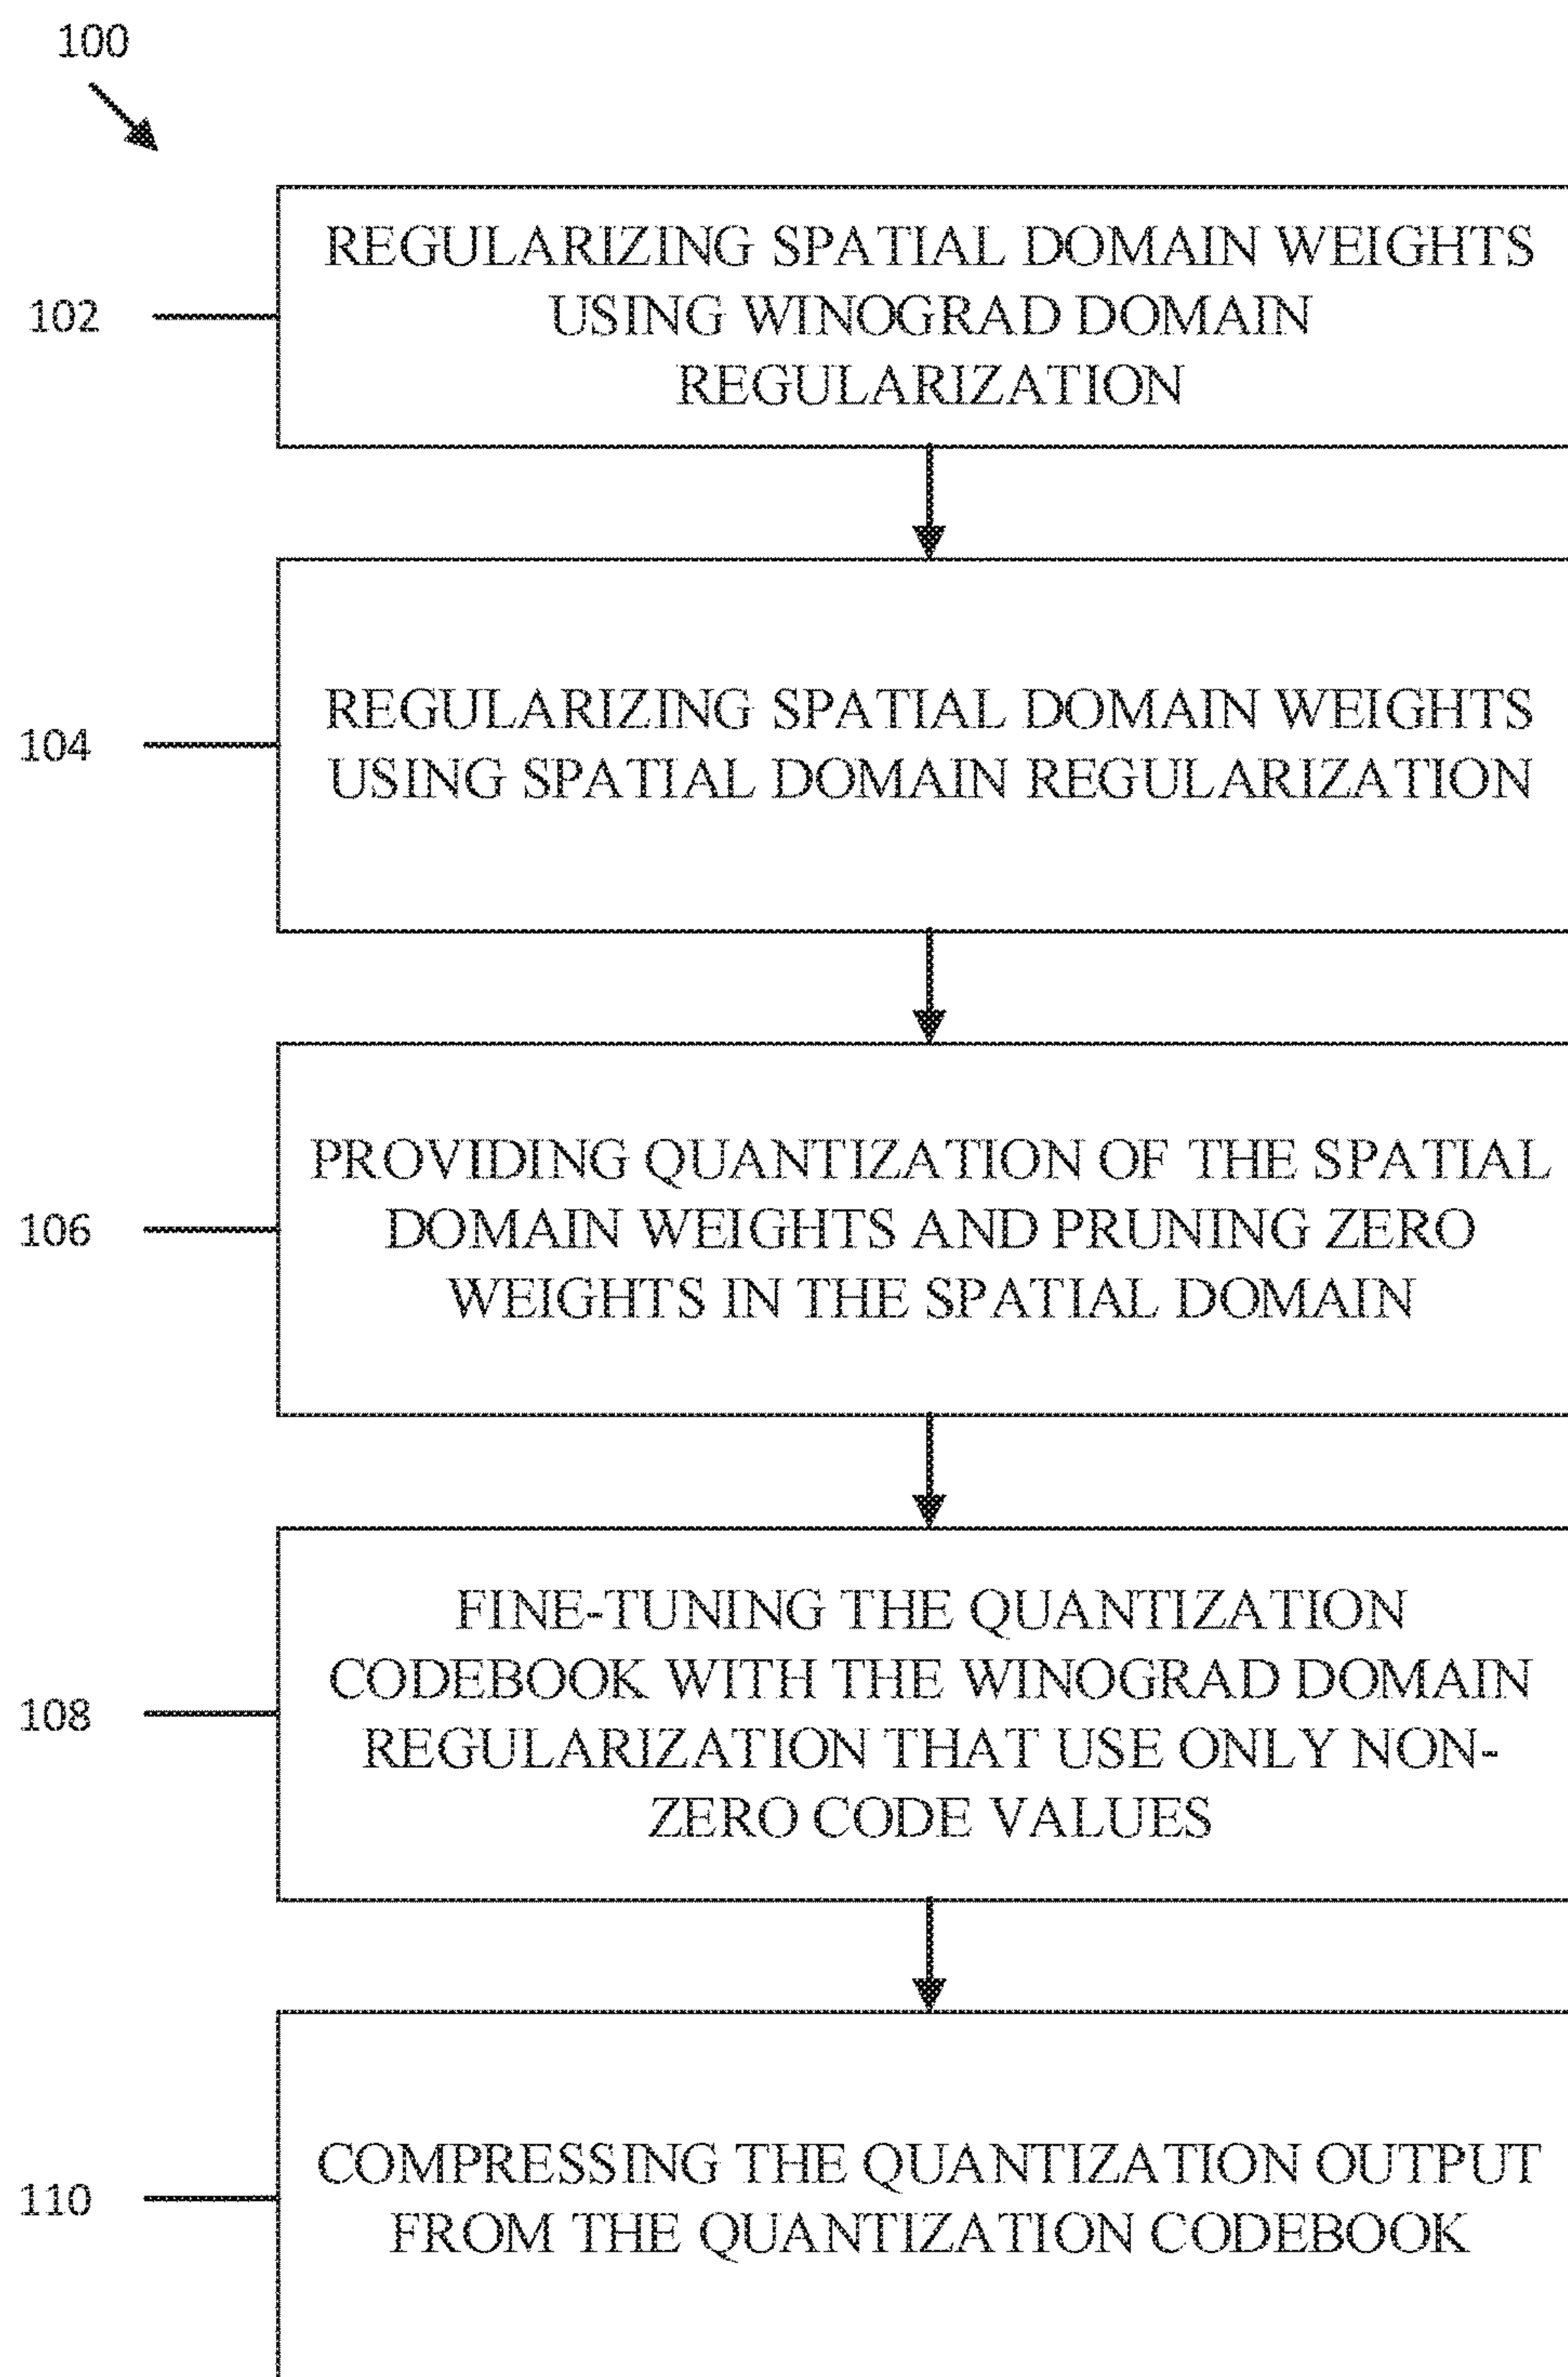 100
102
REGULARIZING SPATIAL DOMAIN WEIGHTS
USING WINOGRAD DOMAIN
REGULARIZATION
104
REGULARIZING SPATIAL DOMAIN WEIGHTS
USING SPATIAL DOMAIN REGULARIZATION
106
PROVIDING QUANTIZATION OF THE SPATIAL
DOMAIN WEIGHTS AND PRUNING ZERO
WEIGHTS IN THE SPATIAL DOMAIN
108
FINE-TUNING THE QUANTIZATION
CODEBOOK WITH THE WINOGRAD DOMAIN
REGULARIZATION THAT USE ONLY NON-
ZERO CODE VALUES
110
COMPRESSING THE QUANTIZATION OUTPUT
FROM THE QUANTIZATION CODEBOOK